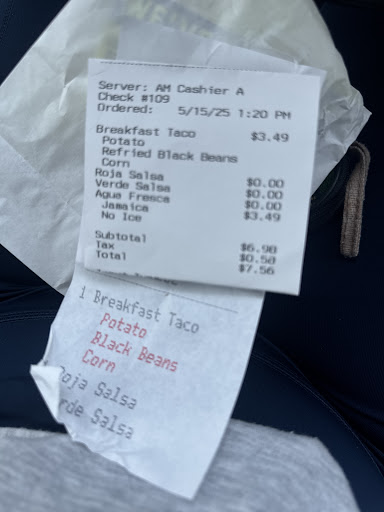 Server: AM Cashier A
Check #109
Ordered: 5/15/25 1:20 PM
Breakfast Taco $3.49
Potato
Refried Black Beans
Corn
Roja Salsa $0.00
Verde Salsa $0.00
Agua Fresca $0.00
Jamaica $3.49
No Ice
Subtotal $6.98
Tax $0.58
Total $7.56
1 Breakfast Taco
Potato
Black Beans
Corn
Roja Salsa
rde Salsa